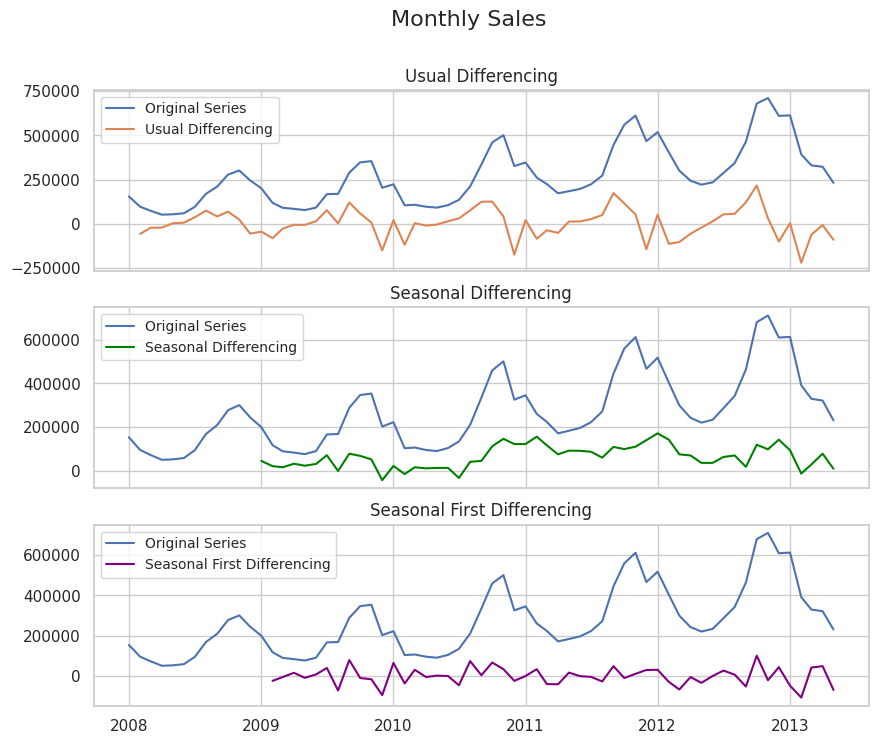 Monthly Sales
Usual Differencing
750000
500000
250000
0
−250000
Original Series
Usual Differencing
Seasonal Differencing
600000
400000
200000
0
Original Series
Seasonal Differencing
Seasonal First Differencing
600000
400000
200000
0
Original Series
Seasonal First Differencing
2008 2009 2010 2011 2012 2013